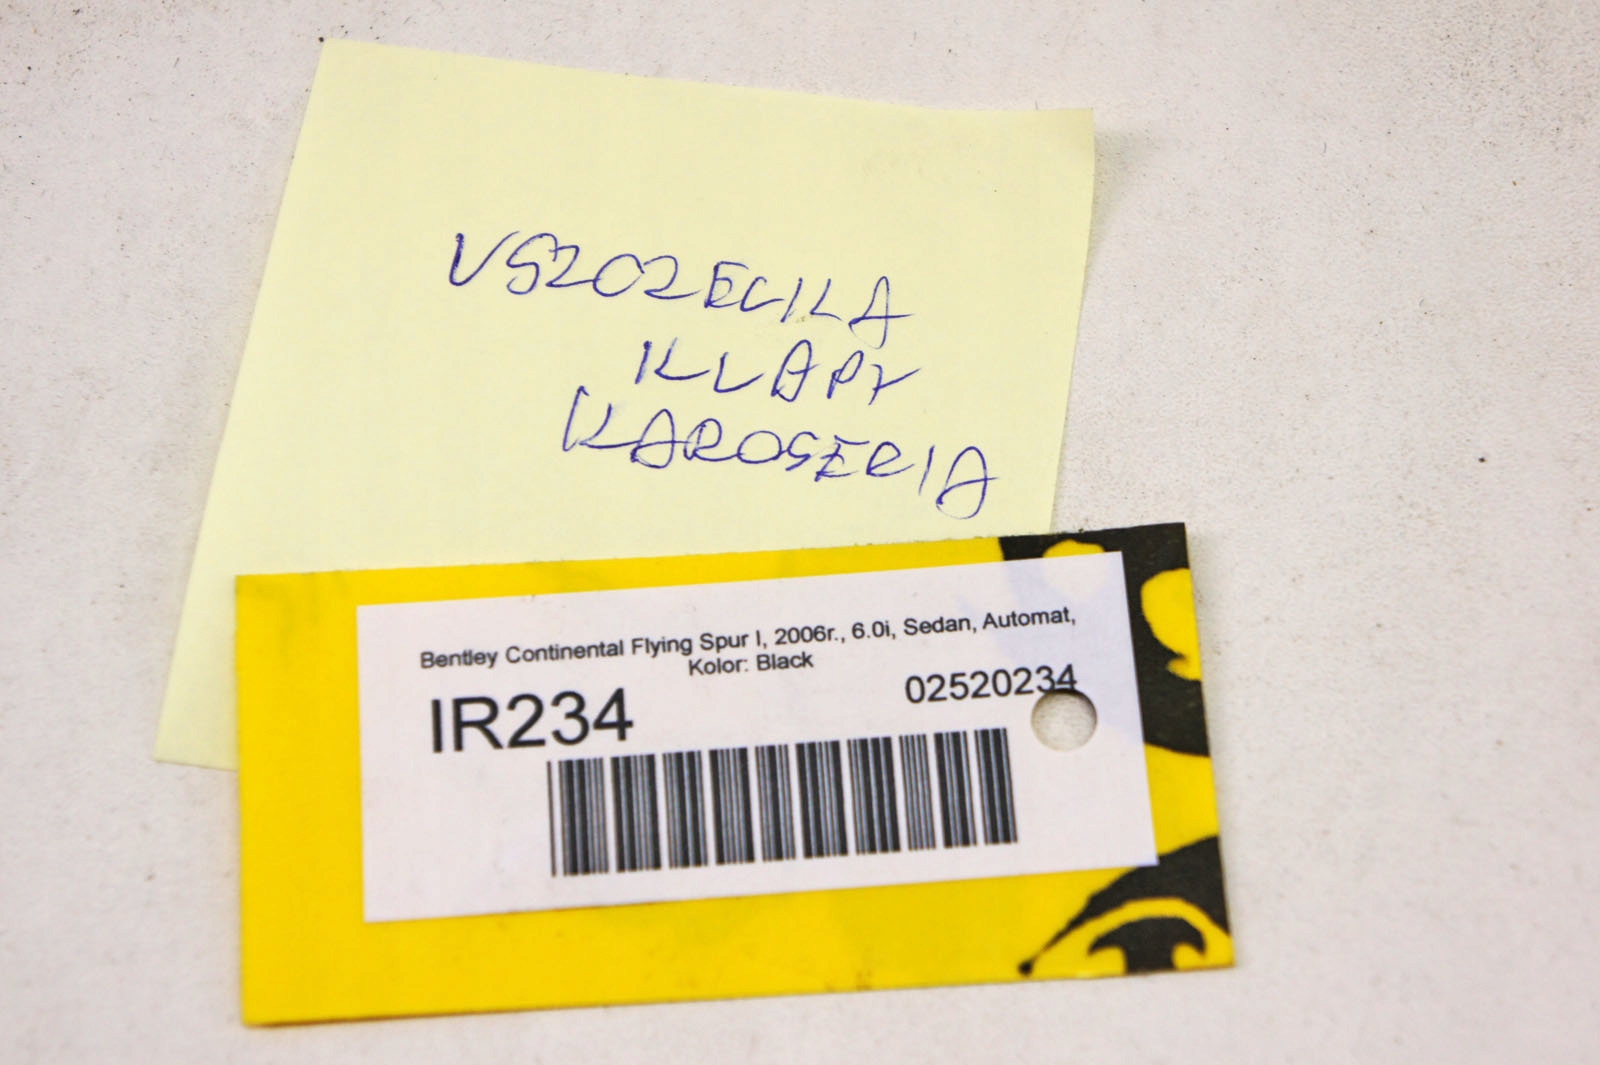 USZCZELKA
KLAPY
KAROSERIA
Bentley Continental Flying Spur I, 2006r., 6.0i, Sedan, Automat,
Kolor: Black
IR234
02520234